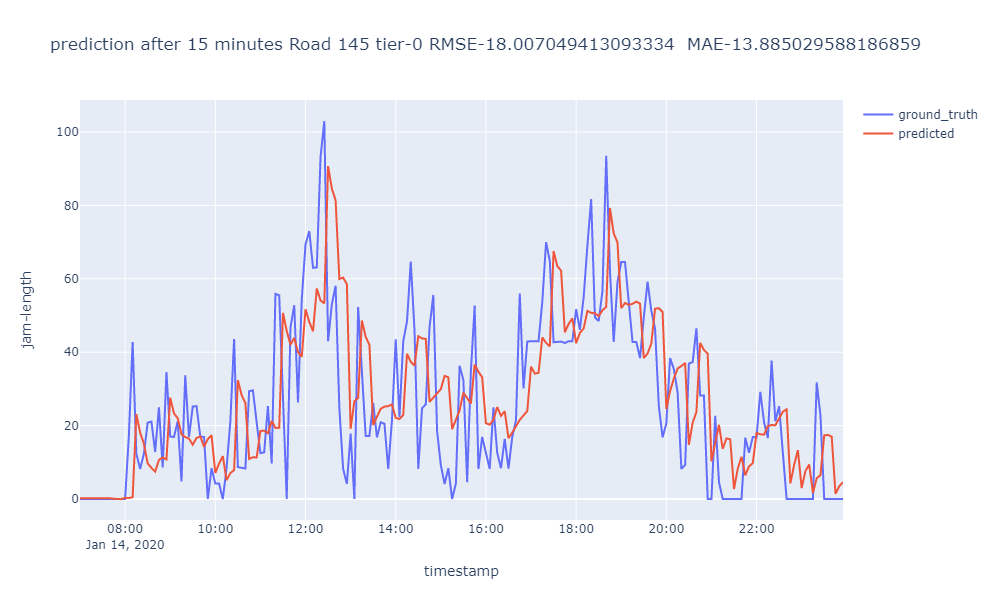 prediction after 15 minutes Road 145 tier-0 RMSE-18.007049413093334  MAE-13.885029588186859
ground_truth
predicted
100
80
60
40
20
0
jam-length
08:00 10:00 12:00 14:00 16:00 18:00 20:00 22:00
Jan 14, 2020
timestamp